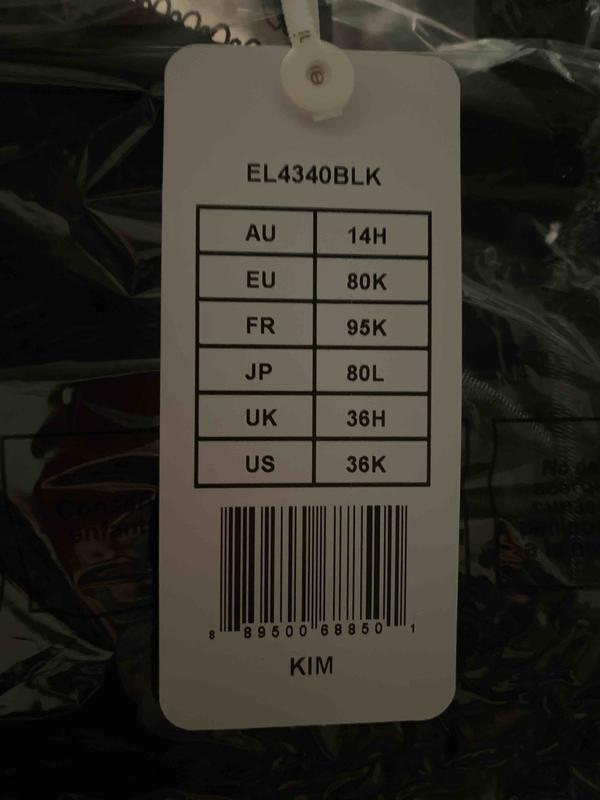 EL4340BLK
AU 14H
EU 80K
FR 95K
JP 80L
UK 36H
US 36K
8 89500 68850 1
KIM